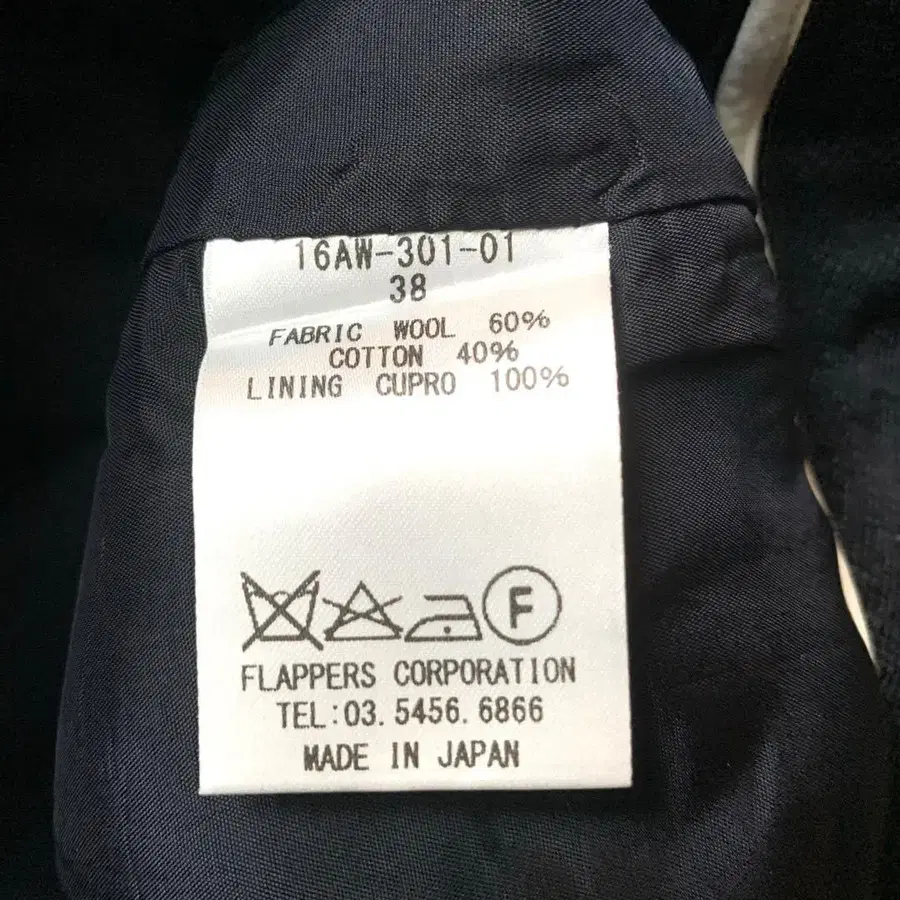 16AW-301-01
38
FABRIC WOOL 60%
COTTON 40%
LINING CUPRO 100%
F
FLAPPERS CORPORATION
TEL:03.5456.6866
MADE IN JAPAN